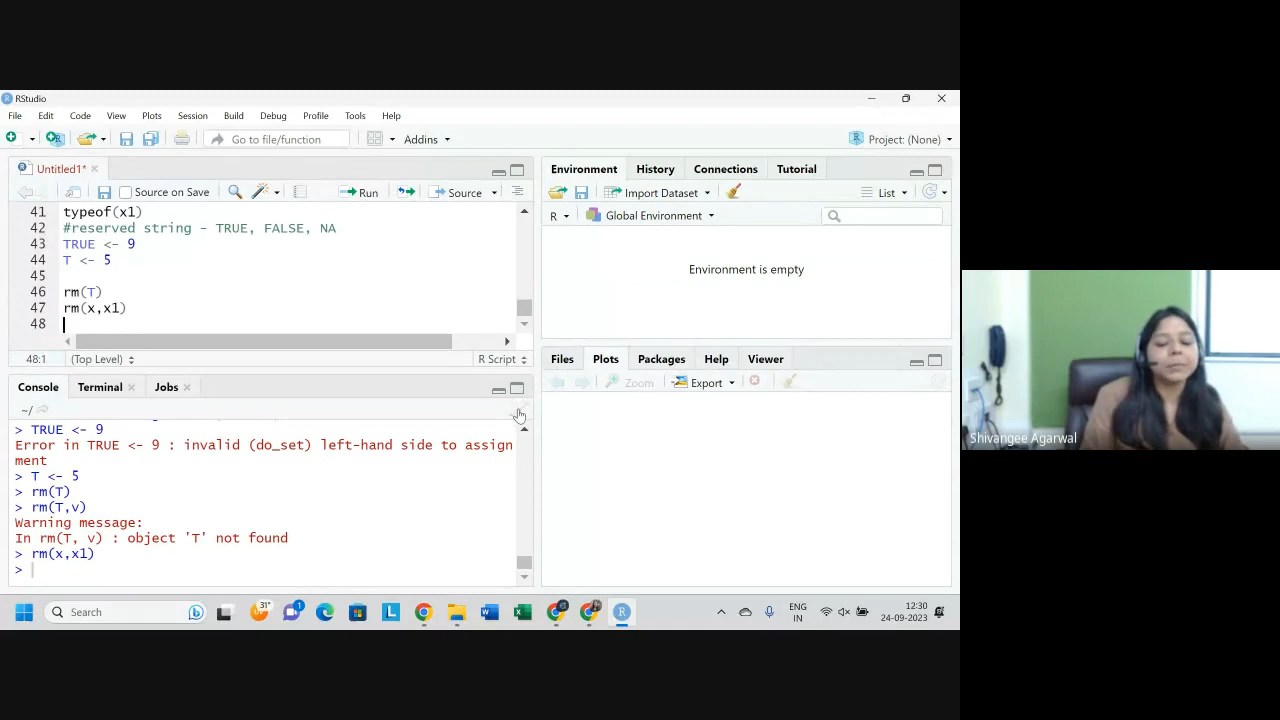 RStudio
File Edit Code View Plots Session Build Debug Profile Tools Help
Go to file/function Addins Project: (None)
Untitled1*
Source on Save Run Source
41 typeof(x1)
42 #reserved string - TRUE, FALSE, NA
43 TRUE <- 9
44 T <- 5
45
46 rm(T)
47 rm(x,x1)
48
48:1 (Top Level) R Script
Console Terminal Jobs
~/
> TRUE <- 9
Error in TRUE <- 9 : invalid (do_set) left-hand side to assign
ment
> T <- 5
> rm(T)
> rm(T,v)
Warning message:
In rm(T, v) : object 'T' not found
> rm(x,x1)
>
Environment History Connections Tutorial
Import Dataset List
R Global Environment
Environment is empty
Files Plots Packages Help Viewer
Zoom Export
Shivangee Agarwal
Search 31° 1 ENG IN 12:30 24-09-2023